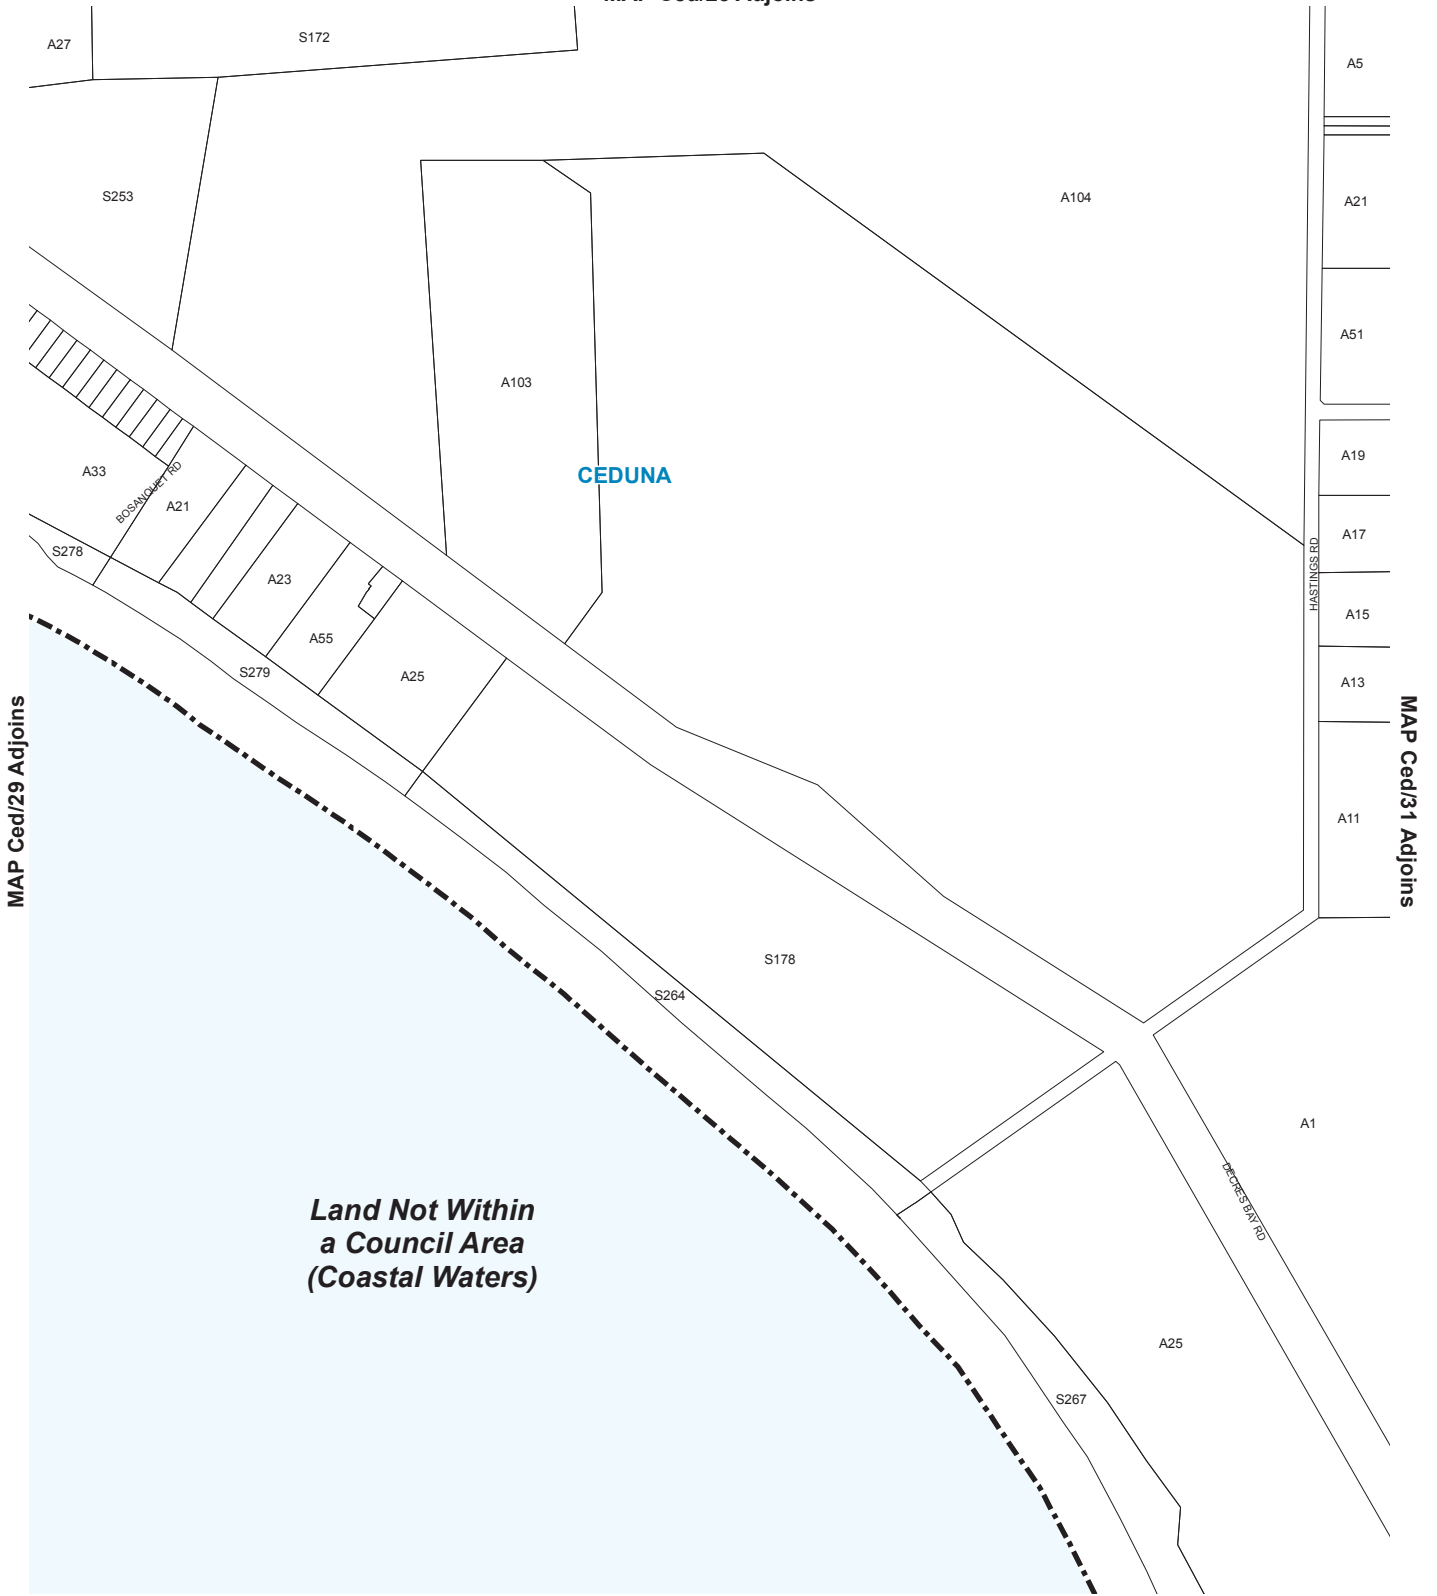 A27
S172
A5
S253
A104
A21
A51
A103
A33
BOSANQUET RD
A21
CEDUNA
A19
A17
HASTINGS RD
S278
A23
A15
A55
S279
A25
A13
MAP Ced/29 Adjoins
MAP Ced/31 Adjoins
A11
S178
S264
A1
DECRES BAY RD
Land Not Within
a Council Area
(Coastal Waters)
A25
S267